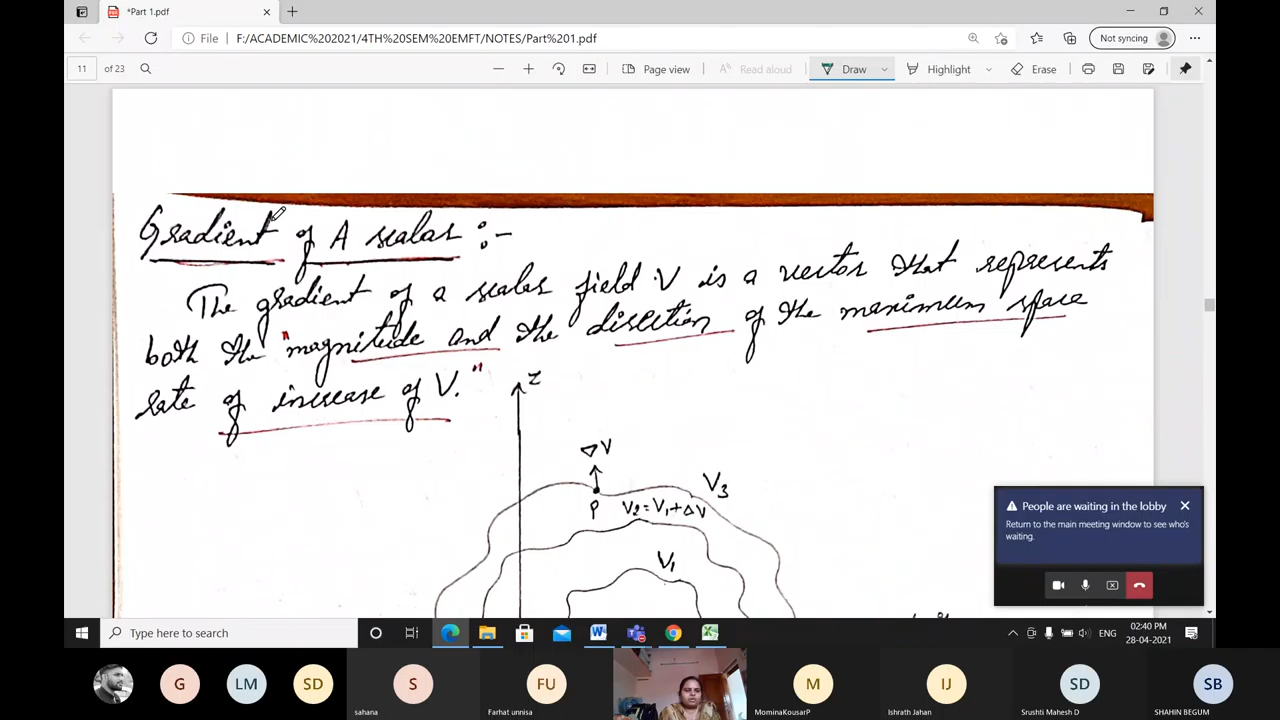 *Part 1.pdf
File
F:/ACADEMIC%202021/4TH%20SEM%20EMFT/NOTES/Part%201.pdf
Not syncing
11 of 23
Page view
Read aloud
Draw
Highlight
Erase
Gradient of A scalar :-
The gradient of a scalar field V is a vector that represents
both the "magnitude and the direction of the maximum space
rate of increase of V."
Z
∇V
V3
P
V2 = V1 + ΔV
V1
People are waiting in the lobby
Return to the main meeting window to see who's
waiting.
Type here to search
ENG
02:40 PM
28-04-2021
G
LM
SD
S
sahana
FU
Farhat unnisa
M
MominaKousarP
IJ
Ishrath Jahan
SD
Srushti Mahesh D
SB
SHAHIN BEGUM